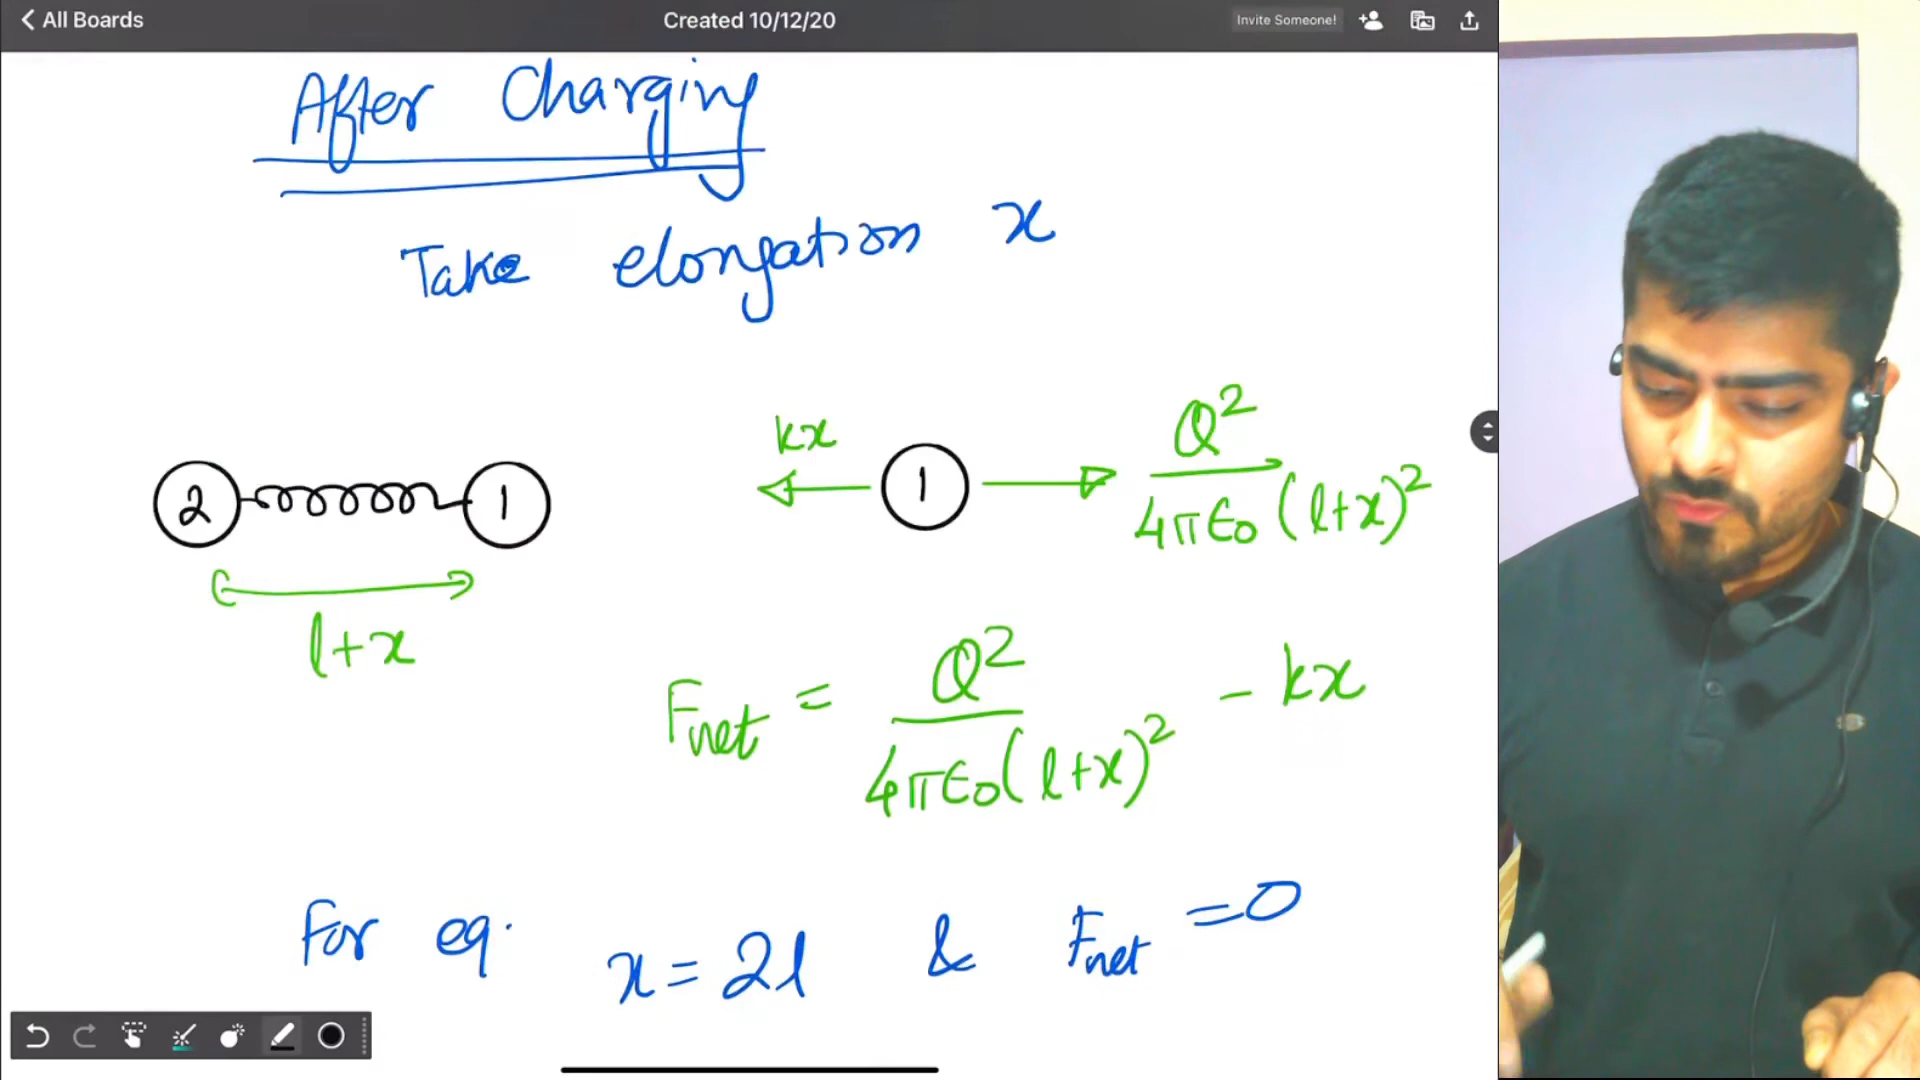 All Boards
Created 10/12/20
Invite Someone!
After Charging
Take elongation x
kx
1
Q²
4πε₀(l+x)²
2
1
l+x
Fnet = Q² / 4πε₀(l+x)² - kx
For eq. x = 2l & Fnet = 0